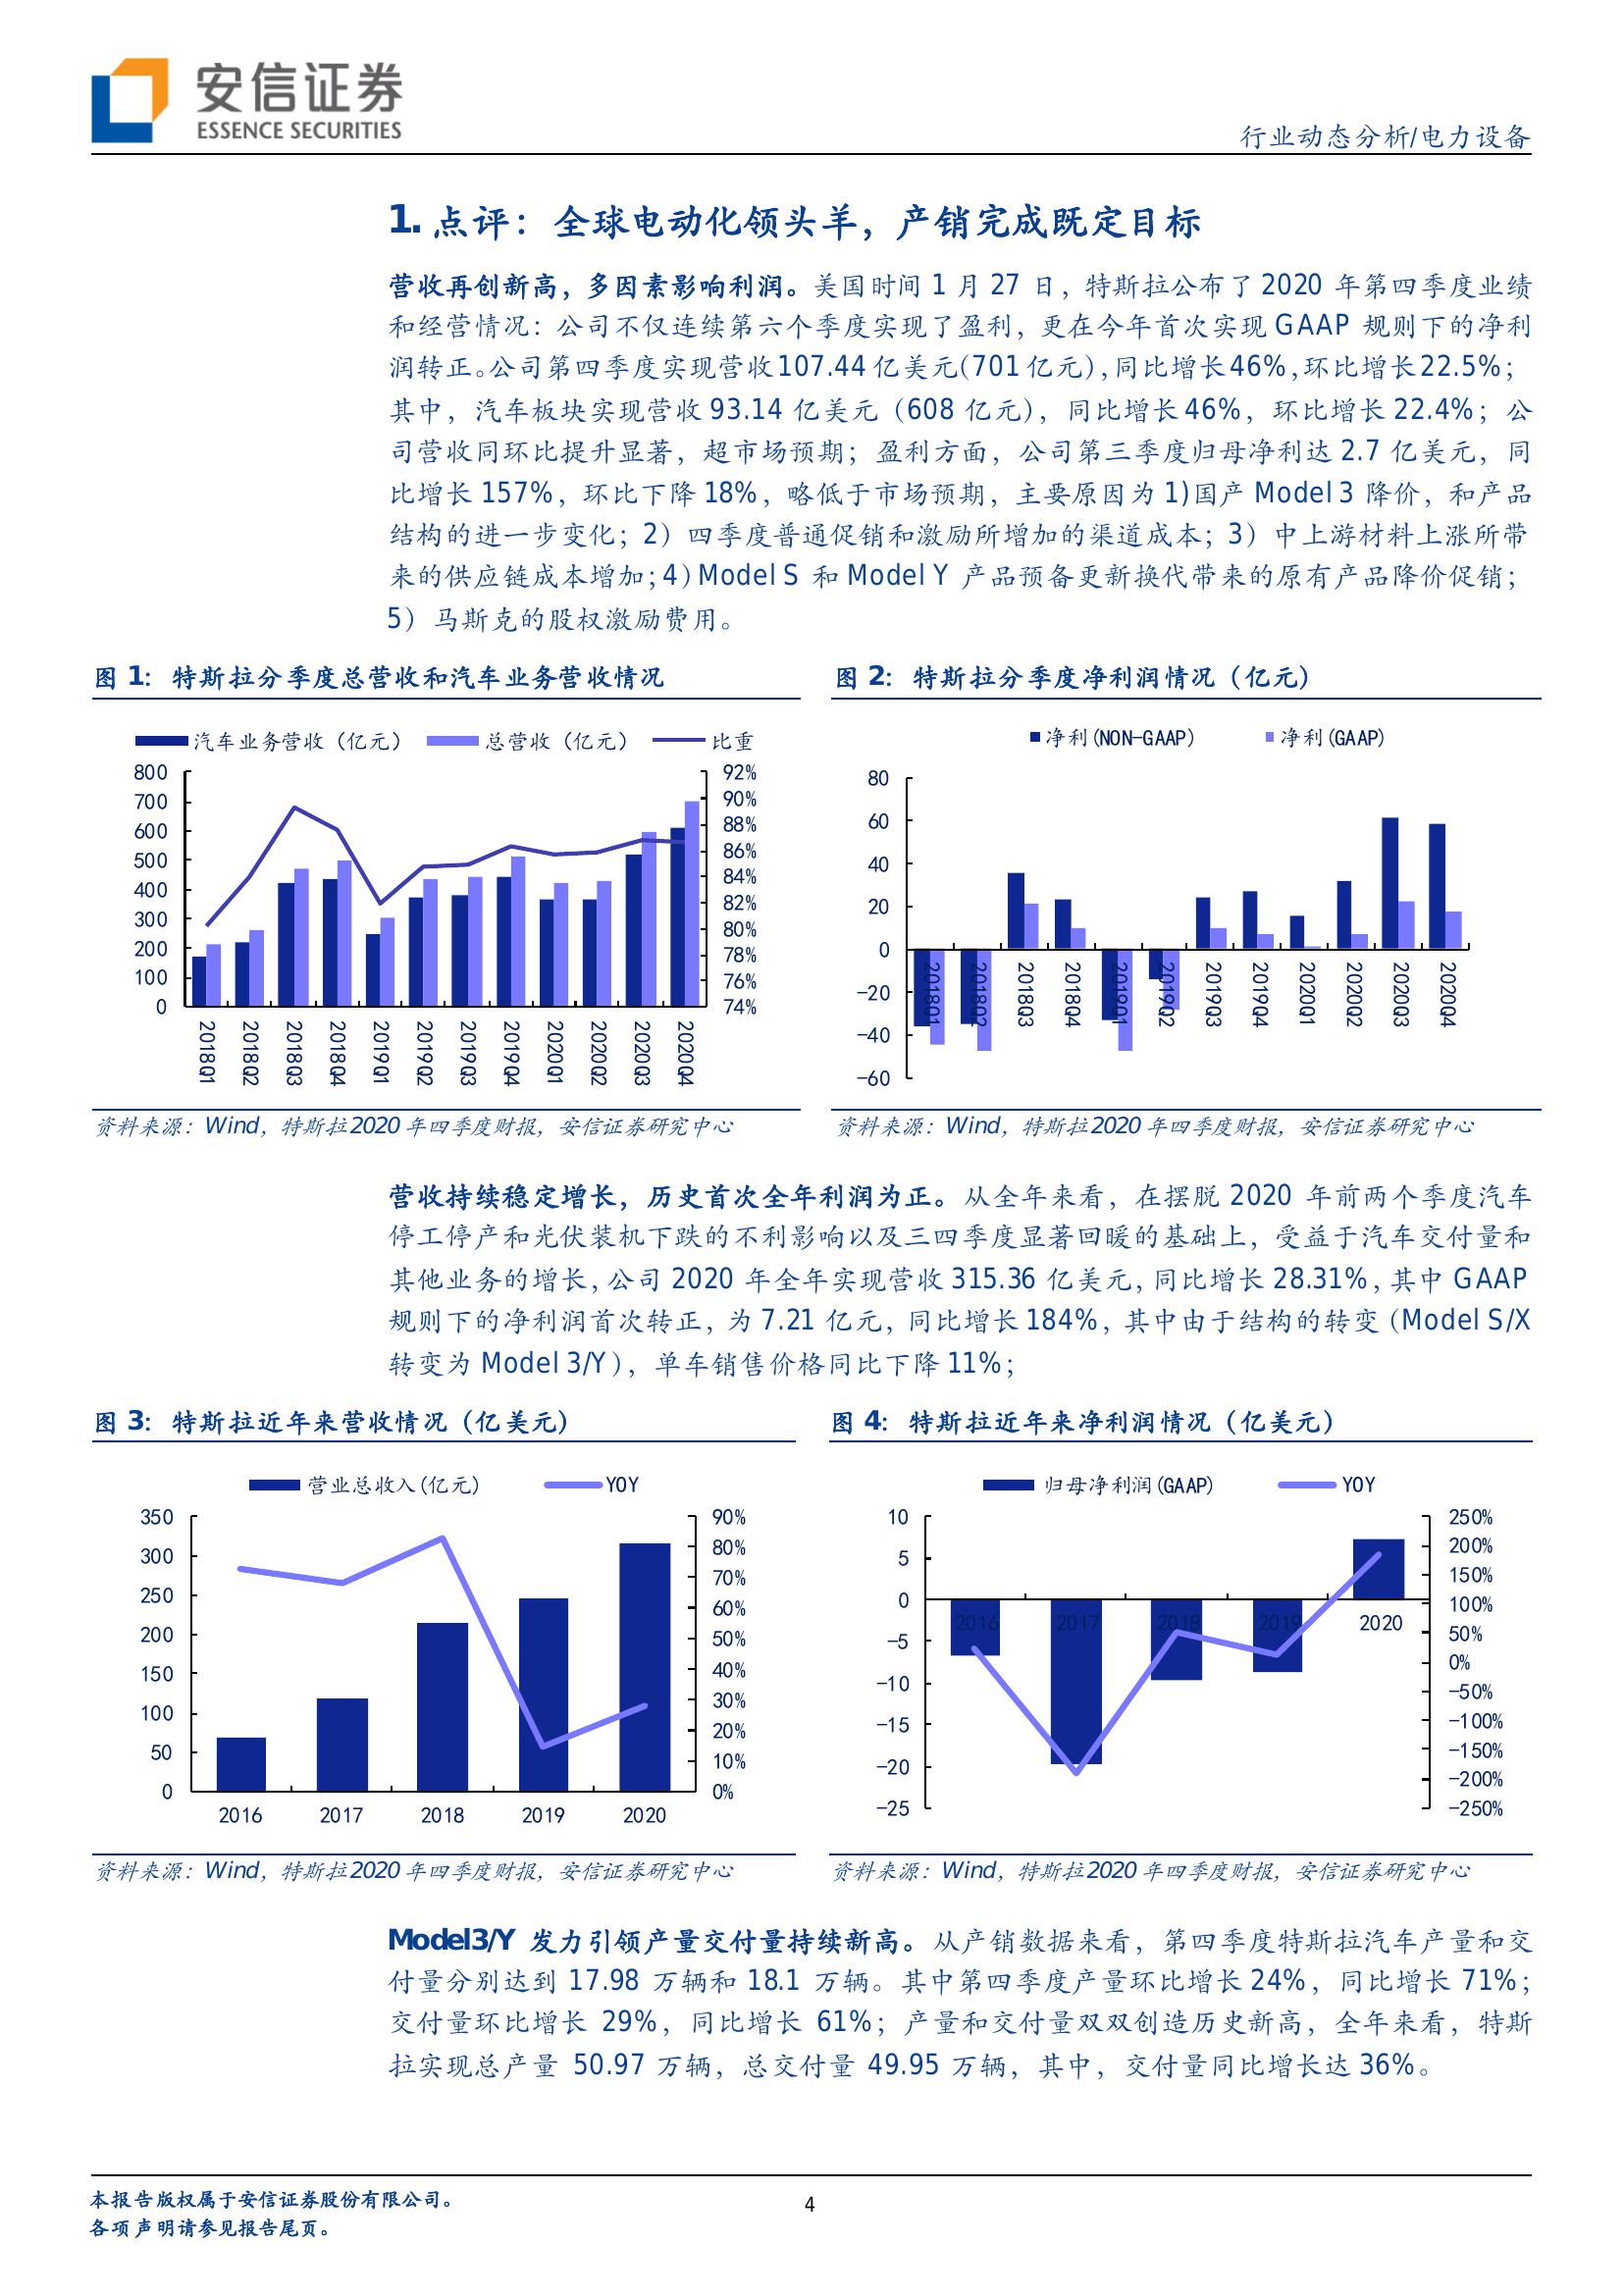 安信证券
ESSENCE SECURITIES
行业动态分析/电力设备
1. 点评：全球电动化领头羊，产销完成既定目标
营收再创新高，多因素影响利润。美国时间 1 月 27 日，特斯拉公布了 2020 年第四季度业绩
和经营情况：公司不仅连续第六个季度实现了盈利，更在今年首次实现 GAAP 规则下的净利
润转正。公司第四季度实现营收107.44亿美元(701亿元),同比增长46%,环比增长22.5%；
其中，汽车板块实现营收 93.14 亿美元（608 亿元），同比增长 46%，环比增长 22.4%；公
司营收同环比提升显著，超市场预期；盈利方面，公司第三季度归母净利达 2.7 亿美元，同
比增长 157%，环比下降 18%，略低于市场预期，主要原因为 1)国产 Model 3 降价，和产品
结构的进一步变化；2）四季度普通促销和激励所增加的渠道成本；3）中上游材料上涨所带
来的供应链成本增加；4）Model S 和 Model Y 产品预备更新换代带来的原有产品降价促销；
5）马斯克的股权激励费用。
图 1：特斯拉分季度总营收和汽车业务营收情况
汽车业务营收（亿元） 总营收（亿元） 比重
800
700
600
500
400
300
200
100
0
92%
90%
88%
86%
84%
82%
80%
78%
76%
74%
2018Q1 2018Q2 2018Q3 2018Q4 2019Q1 2019Q2 2019Q3 2019Q4 2020Q1 2020Q2 2020Q3 2020Q4
资料来源：Wind，特斯拉2020 年四季度财报，安信证券研究中心
图 2：特斯拉分季度净利润情况（亿元）
净利(NON-GAAP) 净利(GAAP)
80
60
40
20
0
-20
-40
-60
2018Q1 2018Q2 2018Q3 2018Q4 2019Q1 2019Q2 2019Q3 2019Q4 2020Q1 2020Q2 2020Q3 2020Q4
资料来源：Wind，特斯拉2020 年四季度财报，安信证券研究中心
营收持续稳定增长，历史首次全年利润为正。从全年来看，在摆脱 2020 年前两个季度汽车
停工停产和光伏装机下跌的不利影响以及三四季度显著回暖的基础上，受益于汽车交付量和
其他业务的增长，公司 2020 年全年实现营收 315.36 亿美元，同比增长 28.31%，其中 GAAP
规则下的净利润首次转正，为 7.21 亿元，同比增长 184%，其中由于结构的转变（Model S/X
转变为 Model 3/Y），单车销售价格同比下降 11%；
图 3：特斯拉近年来营收情况（亿美元）
营业总收入(亿元) YOY
350
300
250
200
150
100
50
0
90%
80%
70%
60%
50%
40%
30%
20%
10%
0%
2016 2017 2018 2019 2020
资料来源：Wind，特斯拉2020 年四季度财报，安信证券研究中心
图 4：特斯拉近年来净利润情况（亿美元）
归母净利润(GAAP) YOY
10
5
0
-5
-10
-15
-20
-25
250%
200%
150%
100%
50%
0%
-50%
-100%
-150%
-200%
-250%
2016 2017 2018 2019 2020
资料来源：Wind，特斯拉2020 年四季度财报，安信证券研究中心
Model3/Y 发力引领产量交付量持续新高。从产销数据来看，第四季度特斯拉汽车产量和交
付量分别达到 17.98 万辆和 18.1 万辆。其中第四季度产量环比增长 24%，同比增长 71%；
交付量环比增长 29%，同比增长 61%；产量和交付量双双创造历史新高，全年来看，特斯
拉实现总产量 50.97 万辆，总交付量 49.95 万辆，其中，交付量同比增长达 36%。
本报告版权属于安信证券股份有限公司。
各项声明请参见报告尾页。
4